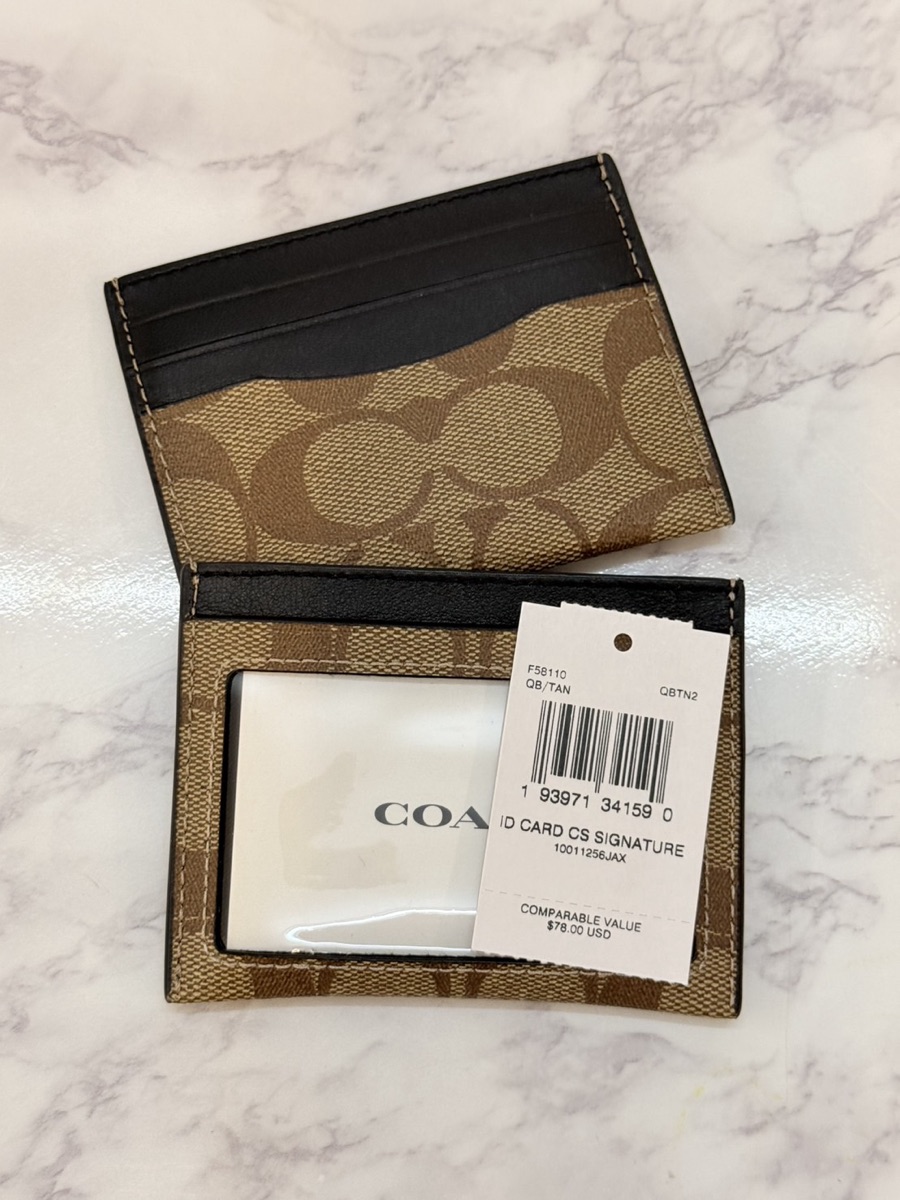 F58110
QB/TAN QBTN2
1 93971 34159 0
ID CARD CS SIGNATURE
10011256JAX
COMPARABLE VALUE
$78.00 USD
COA